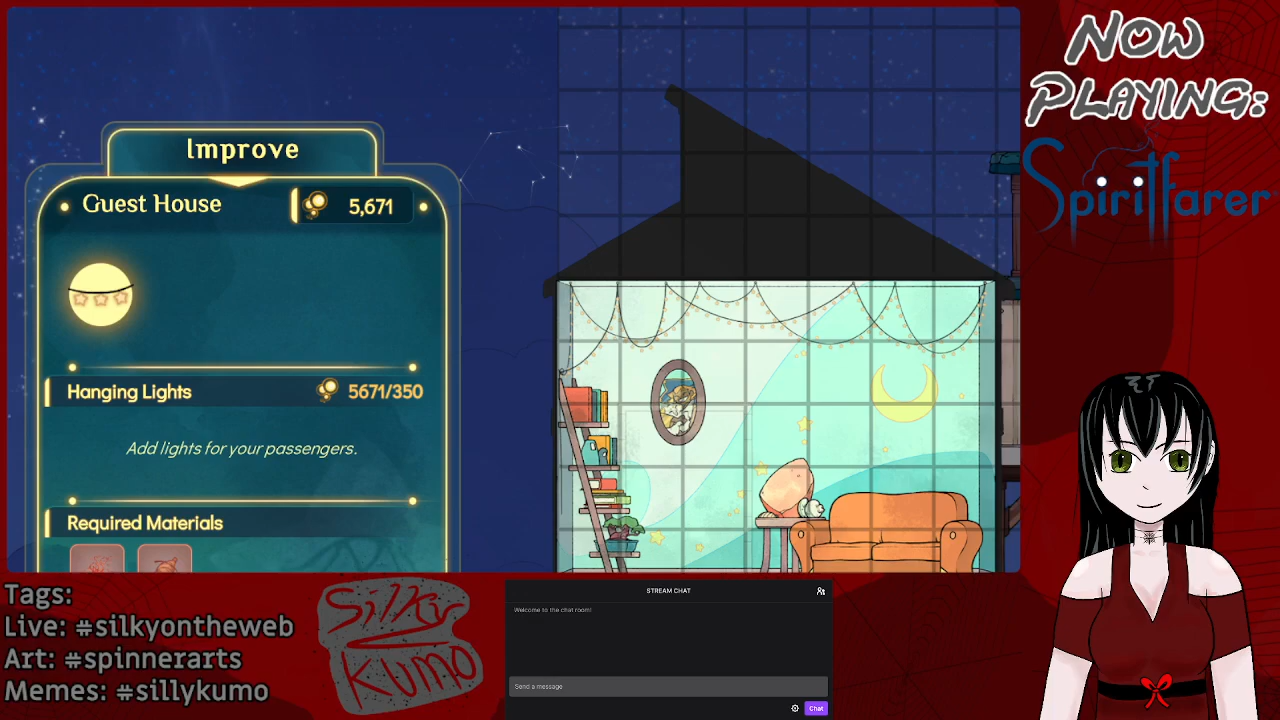 Improve
Guest House
5,671
Hanging Lights
5671/350
Add lights for your passengers.
Required Materials
Now
Playing:
Spiritfarer
Tags:
Live: #silkyontheweb
Art: #spinnerarts
Memes: #sillykumo
Silky
Kumo
STREAM CHAT
Welcome to the chat room!
Send a message
Chat